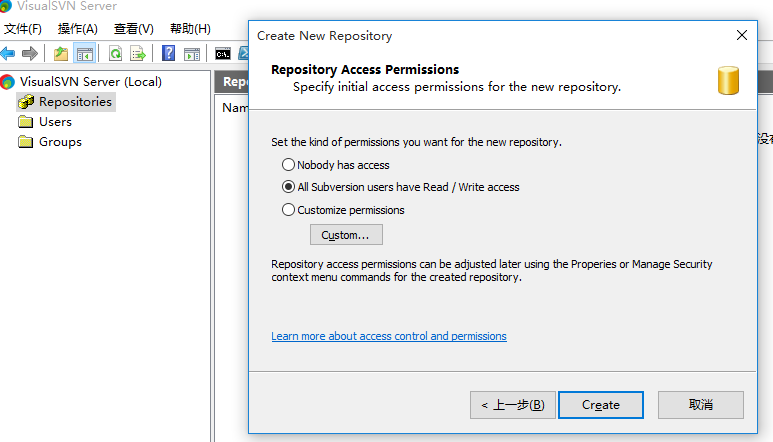 VisualSVN Server
文件(F) 操作(A) 查看(V) 帮助(H)
VisualSVN Server (Local)
Repositories
Users
Groups
Create New Repository
Repository Access Permissions
Specify initial access permissions for the new repository.
Set the kind of permissions you want for the new repository.
Nobody has access
All Subversion users have Read / Write access
Customize permissions
Custom...
Repository access permissions can be adjusted later using the Properies or Manage Security
context menu commands for the created repository.
Learn more about access control and permissions
< 上一步(B) Create 取消